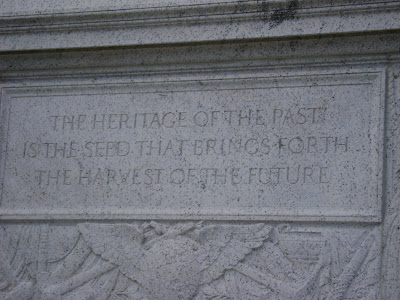 THE HERITAGE OF THE PAST
IS THE SEED THAT BRINGS FORTH
THE HARVEST OF THE FUTURE